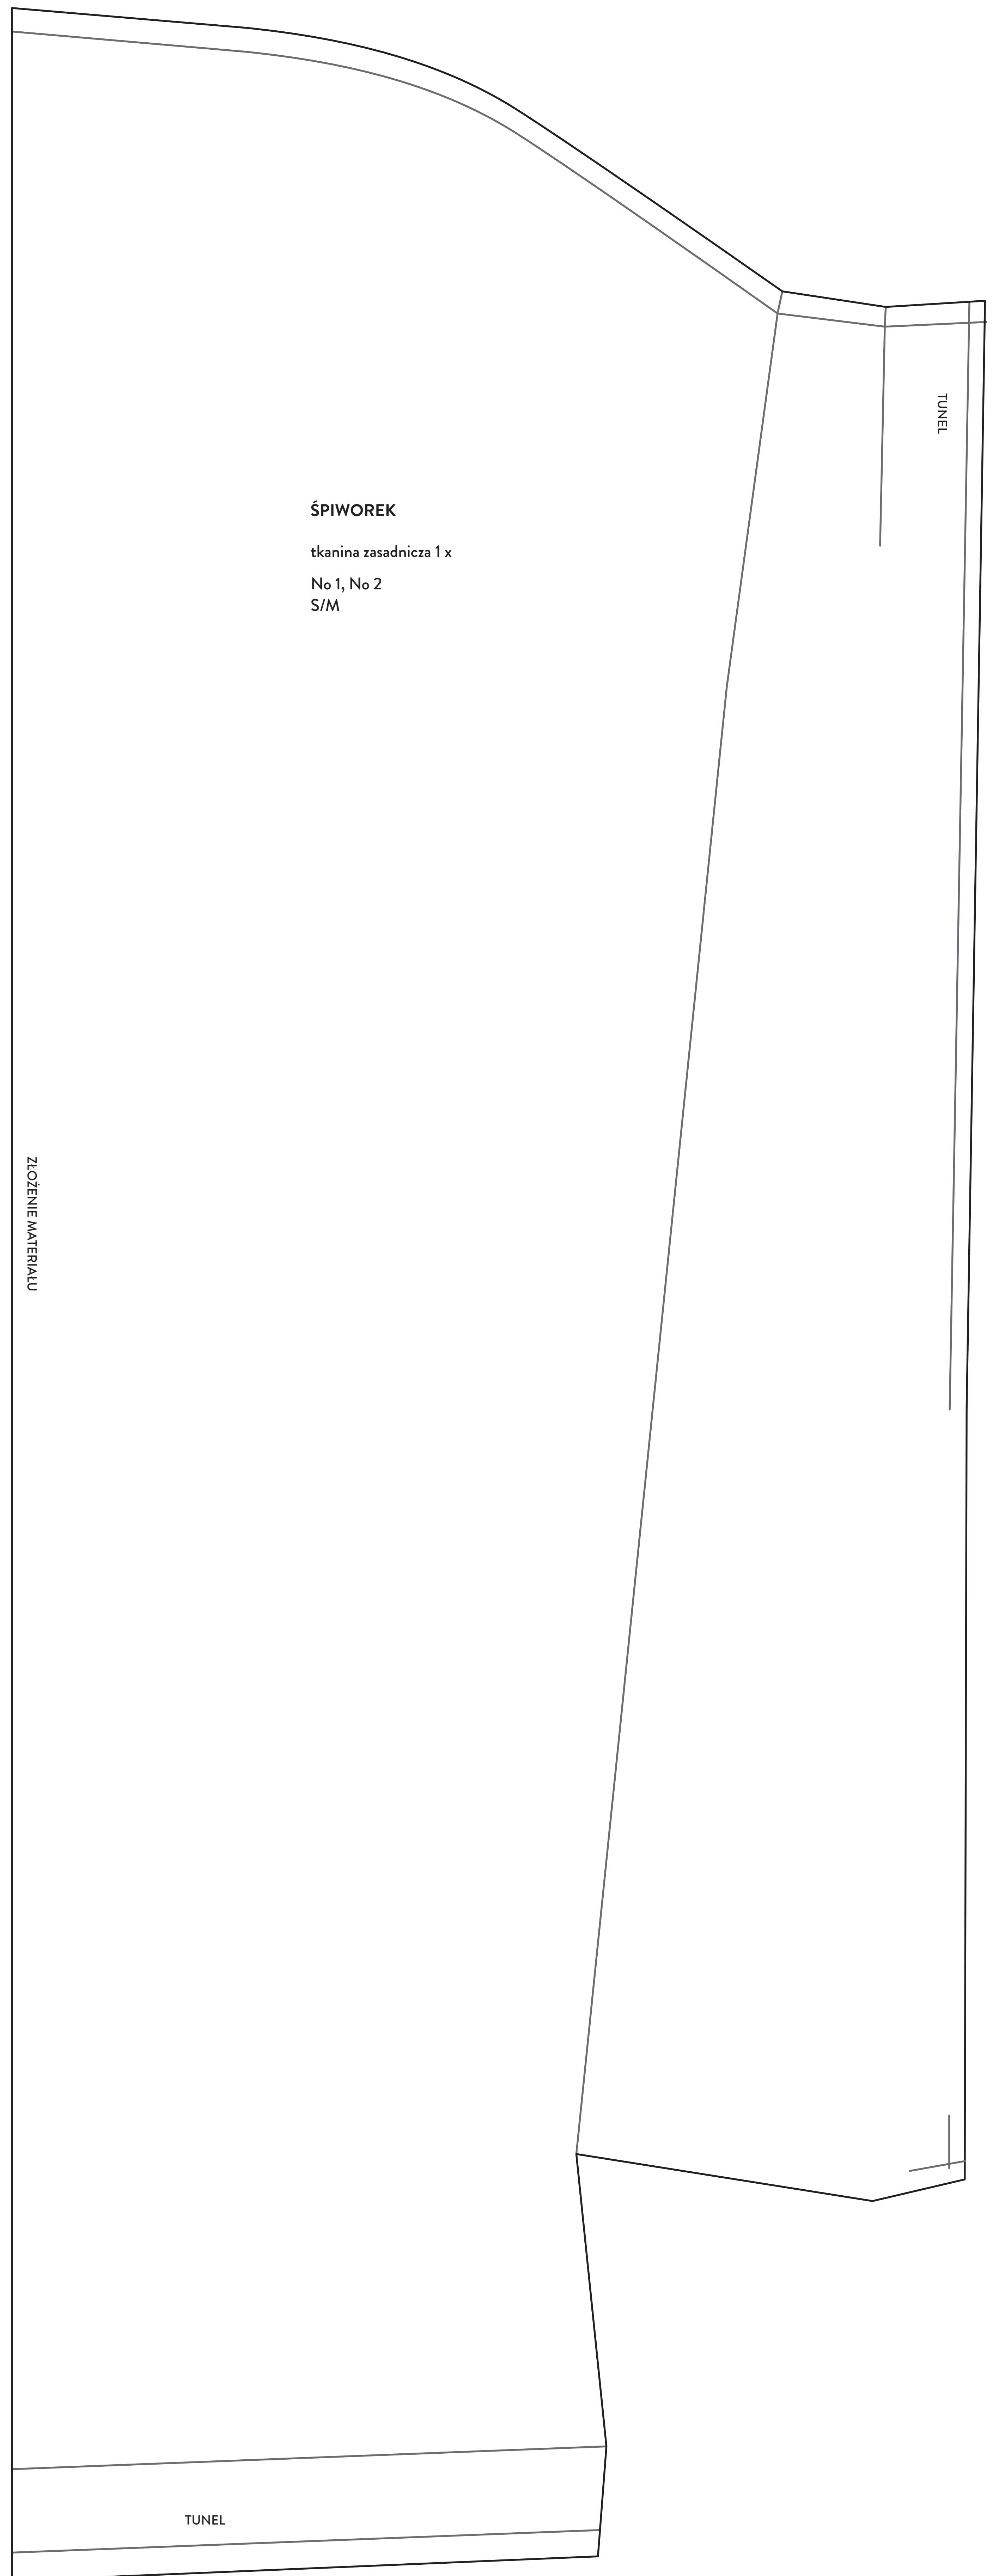 TUNEL
ŚPIWOREK
tkanina zasadnicza 1 x
No 1, No 2
S/M
ZŁOŻENIE MATERIAŁU
TUNEL